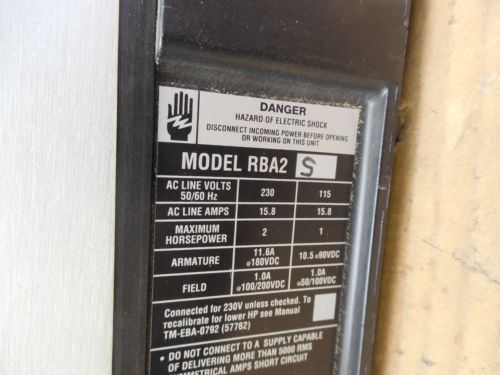 DANGER
HAZARD OF ELECTRIC SHOCK
DISCONNECT INCOMING POWER BEFORE OPENING
OR WORKING ON THIS UNIT
MODEL RBA2 S
AC LINE VOLTS 50/60 Hz 230 115
AC LINE AMPS 15.8 15.8
MAXIMUM HORSEPOWER 2 1
ARMATURE 11.6A @180VDC 10.5 @90VDC
FIELD 1.0A @100/200VDC 1.0A @50/100VDC
Connected for 230V unless checked. To
recalibrate for lower HP see Manual
TM-EBA-0792 (57762)
• DO NOT CONNECT TO A SUPPLY CAPABLE
OF DELIVERING MORE THAN 5000 RMS
SYMMETRICAL AMPS SHORT CIRCUIT